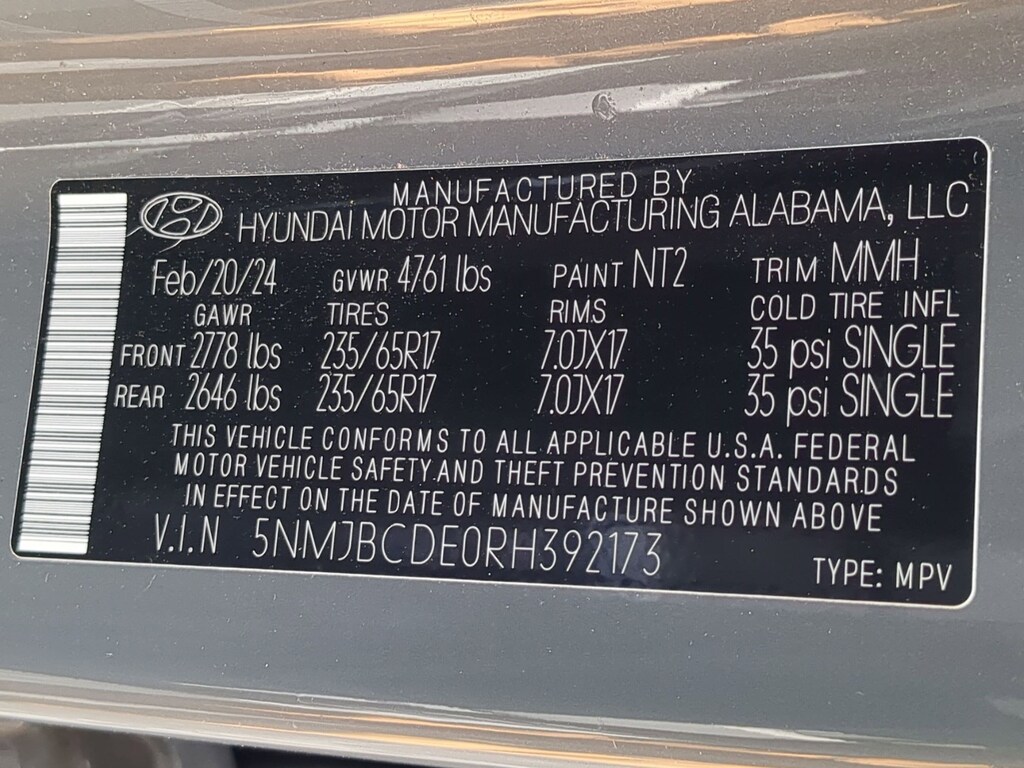 MANUFACTURED BY
HYUNDAI MOTOR MANUFACTURING ALABAMA, LLC
Feb/20/24 GVWR 4761 lbs PAINT NT2 TRIM MMH
GAWR TIRES RIMS COLD TIRE INFL
FRONT 2778 lbs 235/65R17 7.0JX17 35 psi SINGLE
REAR 2646 lbs 235/65R17 7.0JX17 35 psi SINGLE
THIS VEHICLE CONFORMS TO ALL APPLICABLE U.S.A. FEDERAL
MOTOR VEHICLE SAFETY AND THEFT PREVENTION STANDARDS
IN EFFECT ON THE DATE OF MANUFACTURE SHOWN ABOVE
V.I.N 5NMJBCDE0RH392173
TYPE: MPV